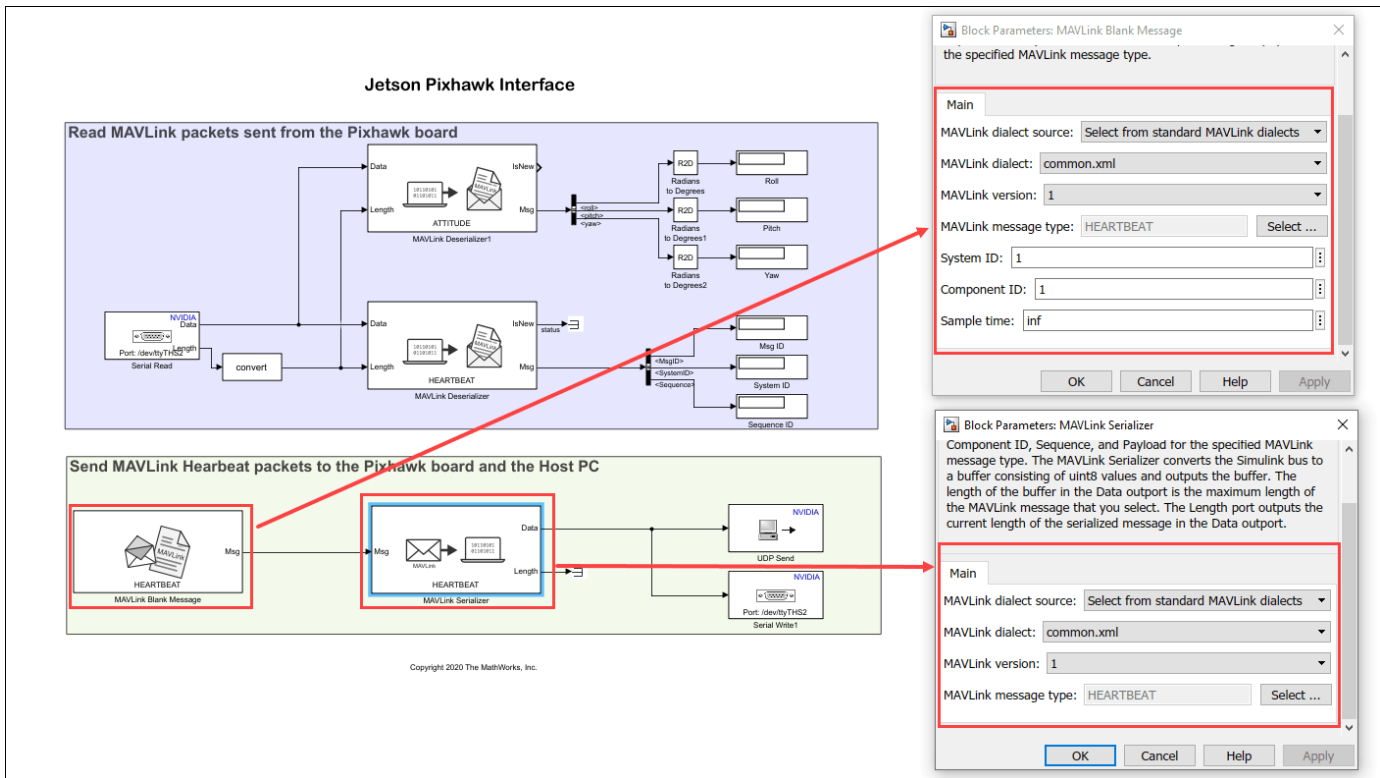 Jetson Pixhawk Interface
Read MAVLink packets sent from the Pixhawk board
Data
Length
IsNew
Msg
10110101
01101011
MAVLink
ATTITUDE
MAVLink Deserializer1
<roll>
<pitch>
<yaw>
R2D
Radians
to Degrees
Roll
R2D
Radians
to Degrees1
Pitch
R2D
Radians
to Degrees2
Yaw
NVIDIA
Data
Length
Port: /dev/ttyTHS2
Serial Read
convert
Data
Length
IsNew
status
Msg
10110101
01101011
MAVLink
HEARTBEAT
MAVLink Deserializer
<MsgID>
<SystemID>
<Sequence>
Msg ID
System ID
Sequence ID
Send MAVLink Hearbeat packets to the Pixhawk board and the Host PC
MAVLink
Msg
HEARTBEAT
MAVLink Blank Message
Msg
MAVLink
10110101
01101011
Data
Length
HEARTBEAT
MAVLink Serializer
NVIDIA
UDP Send
NVIDIA
Port: /dev/ttyTHS2
Serial Write1
Copyright 2020 The MathWorks, Inc.
Block Parameters: MAVLink Blank Message
the specified MAVLink message type.
Main
MAVLink dialect source: Select from standard MAVLink dialects
MAVLink dialect: common.xml
MAVLink version: 1
MAVLink message type: HEARTBEAT Select ...
System ID: 1
Component ID: 1
Sample time: inf
OK Cancel Help Apply
Block Parameters: MAVLink Serializer
Component ID, Sequence, and Payload for the specified MAVLink
message type. The MAVLink Serializer converts the Simulink bus to
a buffer consisting of uint8 values and outputs the buffer. The
length of the buffer in the Data outport is the maximum length of
the MAVLink message that you select. The Length port outputs the
current length of the serialized message in the Data outport.
Main
MAVLink dialect source: Select from standard MAVLink dialects
MAVLink dialect: common.xml
MAVLink version: 1
MAVLink message type: HEARTBEAT Select ...
OK Cancel Help Apply